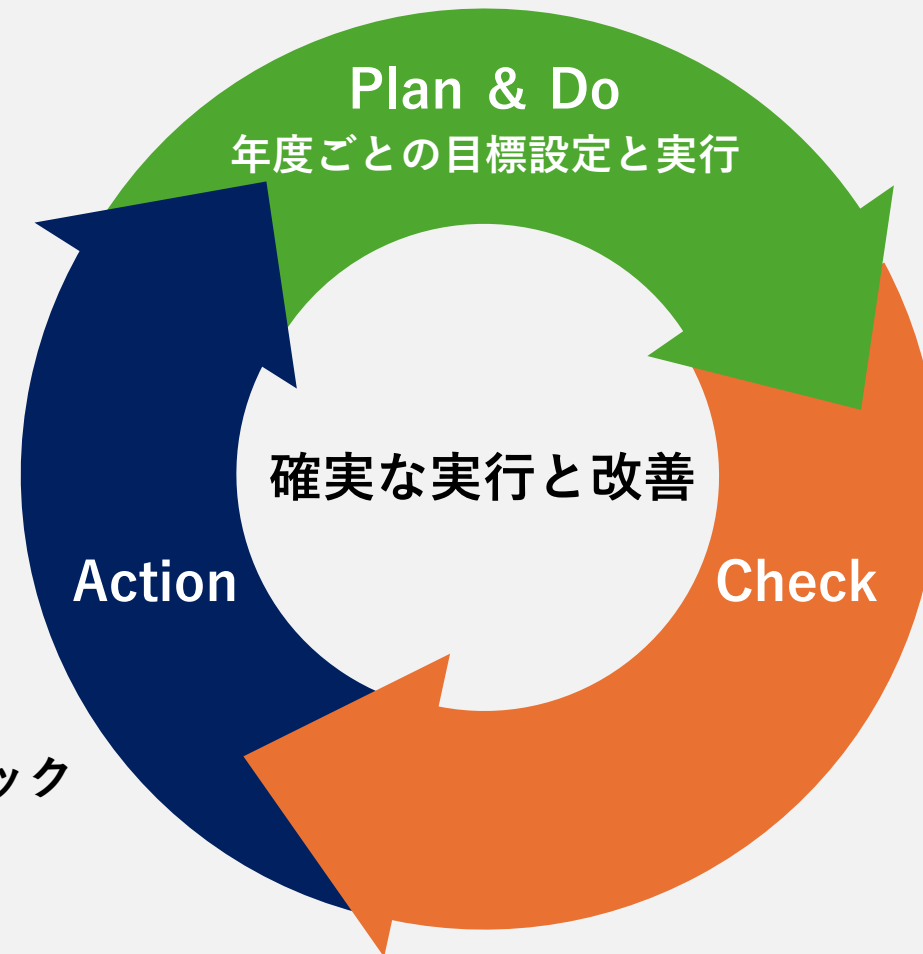 Plan & Do
年度ごとの目標設定と実行
確実な実行と改善
Action
Check
ック